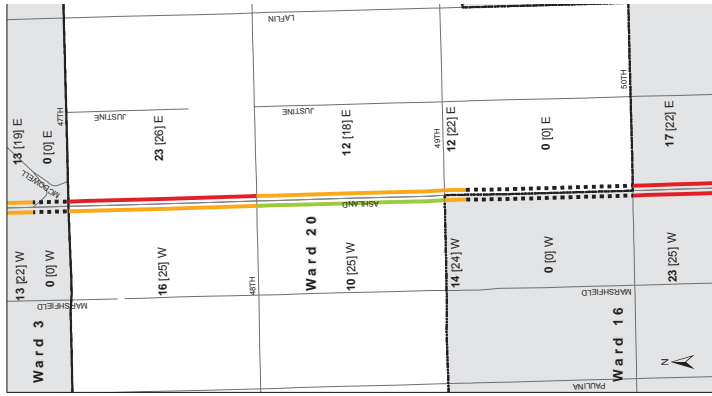 LAFLIN
13 [19] E
0 [0] E
47TH
JUSTINE
23 [26] E
JUSTINE
12 [18] E
49TH
12 [22] E
0 [0] E
50TH
17 [22] E
MCDOWELL
ASHLAND
13 [22] W
0 [0] W
16 [25] W
48TH
Ward 20
10 [25] W
14 [24] W
0 [0] W
23 [25] W
MARSHFIELD
MARSHFIELD
Ward 3
Ward 16
N
PAULINA